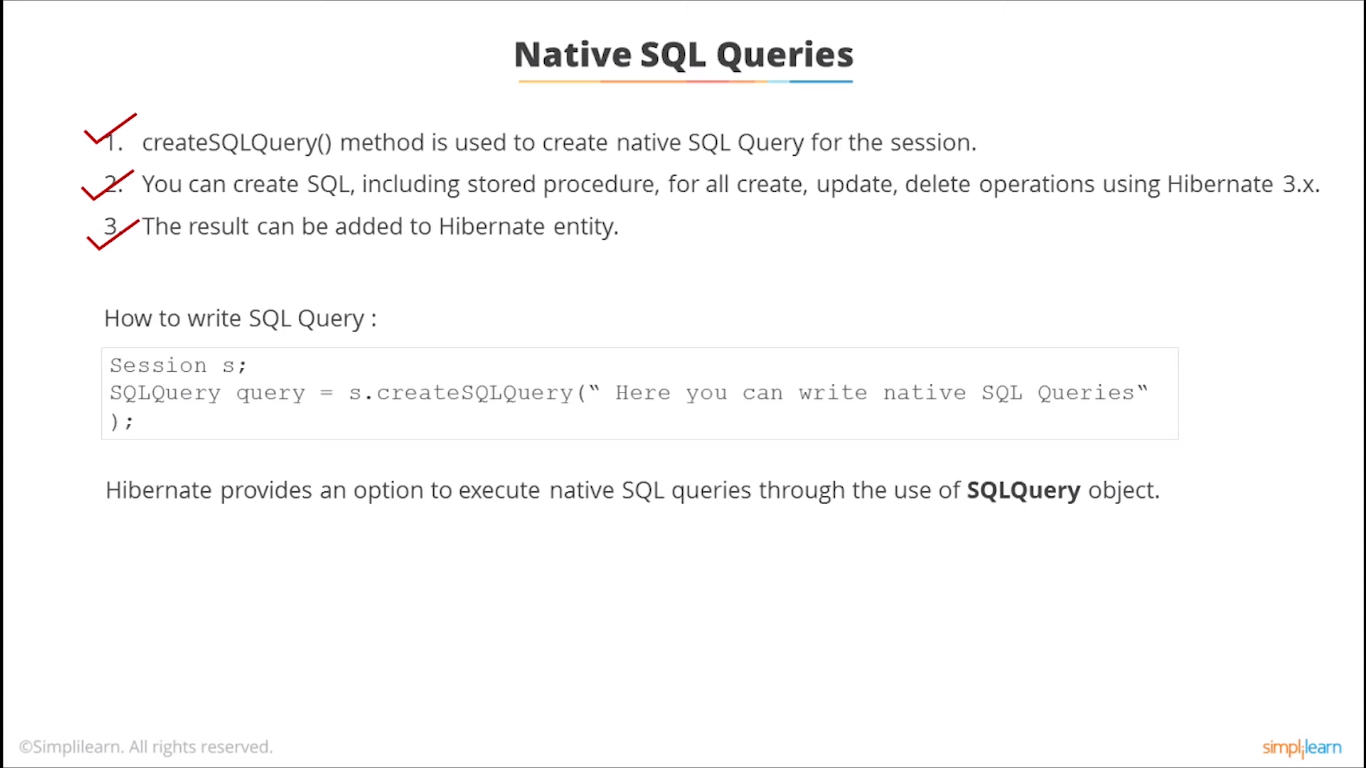 Native SQL Queries
1. createSQLQuery() method is used to create native SQL Query for the session.
2. You can create SQL, including stored procedure, for all create, update, delete operations using Hibernate 3.x.
3. The result can be added to Hibernate entity.
How to write SQL Query :
Session s;
SQLQuery query = s.createSQLQuery(“ Here you can write native SQL Queries“
);
Hibernate provides an option to execute native SQL queries through the use of SQLQuery object.
©Simplilearn. All rights reserved.
simplilearn